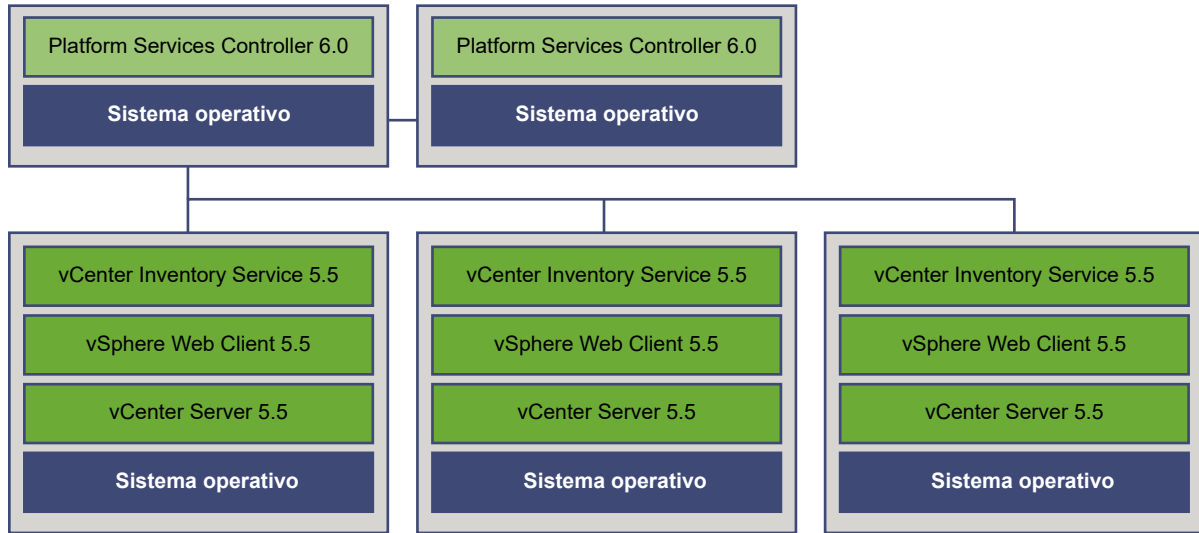 Platform Services Controller 6.0
Sistema operativo
Platform Services Controller 6.0
Sistema operativo
vCenter Inventory Service 5.5
vSphere Web Client 5.5
vCenter Server 5.5
Sistema operativo
vCenter Inventory Service 5.5
vSphere Web Client 5.5
vCenter Server 5.5
Sistema operativo
vCenter Inventory Service 5.5
vSphere Web Client 5.5
vCenter Server 5.5
Sistema operativo